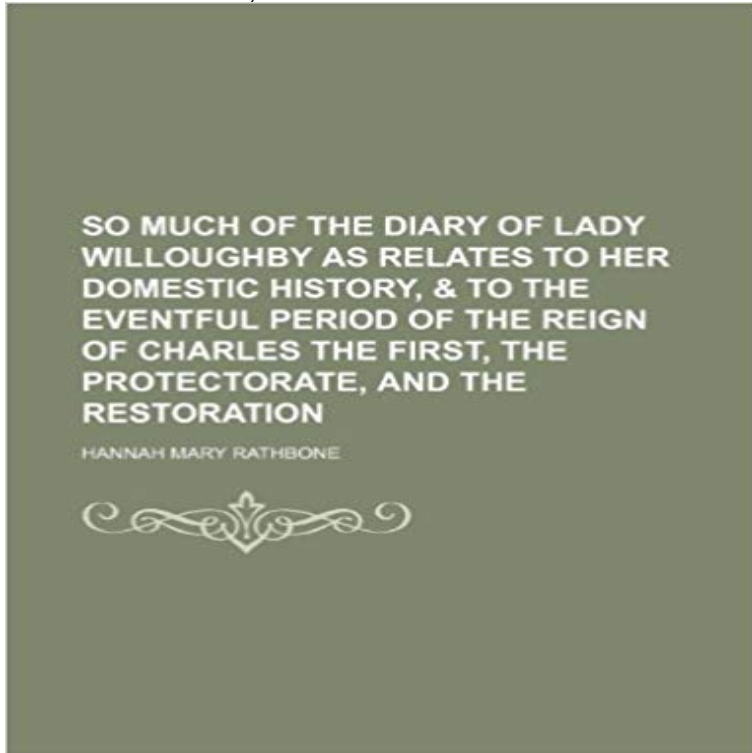 SO MUCH OF THE DIARY OF LADY
WILLOUGHBY AS RELATES TO HER
DOMESTIC HISTORY, & TO THE
EVENTFUL PERIOD OF THE REIGN
OF CHARLES THE FIRST, THE
PROTECTORATE, AND THE
RESTORATION
HANNAH MARY RATHBONE